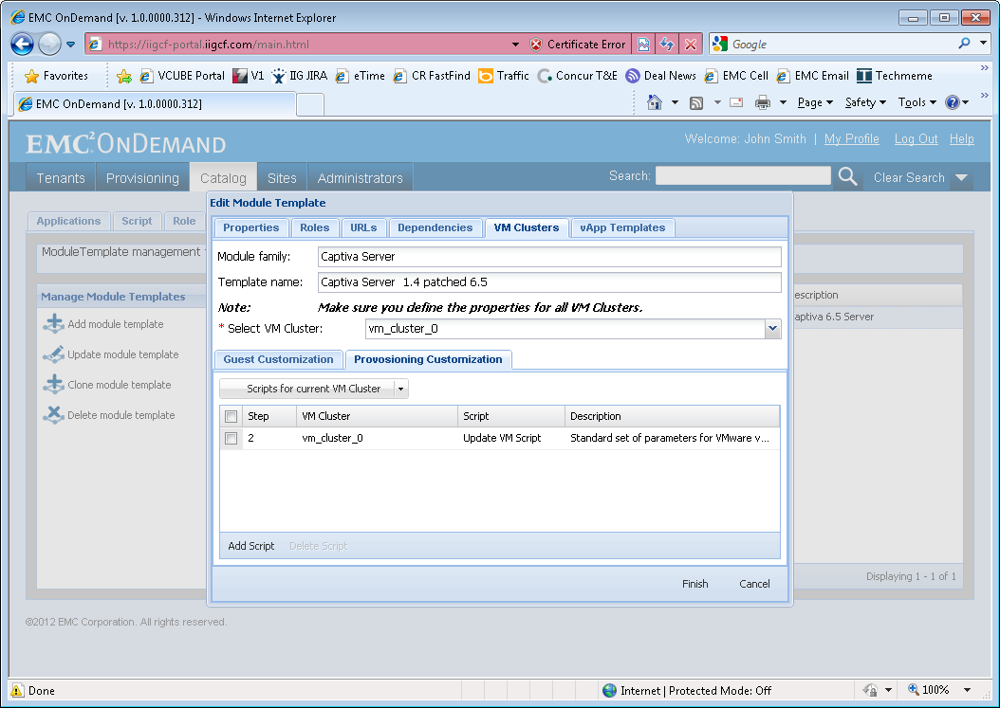 EMC OnDemand [v. 1.0.0000.312] - Windows Internet Explorer
https://iigcf-portal.iigcf.com/main.html Certificate Error Google
Favorites VCUBE Portal V1 IIG JIRA eTime CR FastFind Traffic Concur T&E Deal News EMC Cell EMC Email Techmeme
EMC OnDemand [v. 1.0.0000.312] Page Safety Tools
EMC2 ONDEMAND
Welcome: John Smith | My Profile Log Out Help
Tenants Provisioning Catalog Sites Administrators Search: Clear Search
Edit Module Template
Applications Script Role
Properties Roles URLs Dependencies VM Clusters vApp Templates
ModuleTemplate management
Module family: Captiva Server
Template name: Captiva Server 1.4 patched 6.5
Manage Module Templates
escription
Note: Make sure you define the properties for all VM Clusters.
Add module template
aptiva 6.5 Server
* Select VM Cluster: vm_cluster_0
Update module template
Guest Customization Provosioning Customization
Clone module template
Scripts for current VM Cluster
Delete module template
Step VM Cluster Script Description
2 vm_cluster_0 Update VM Script Standard set of parameters for VMware v...
Add Script Delete Script
Displaying 1 - 1 of 1
Finish Cancel
©2012 EMC Corporation. All rights reserved.
Done Internet | Protected Mode: Off 100%